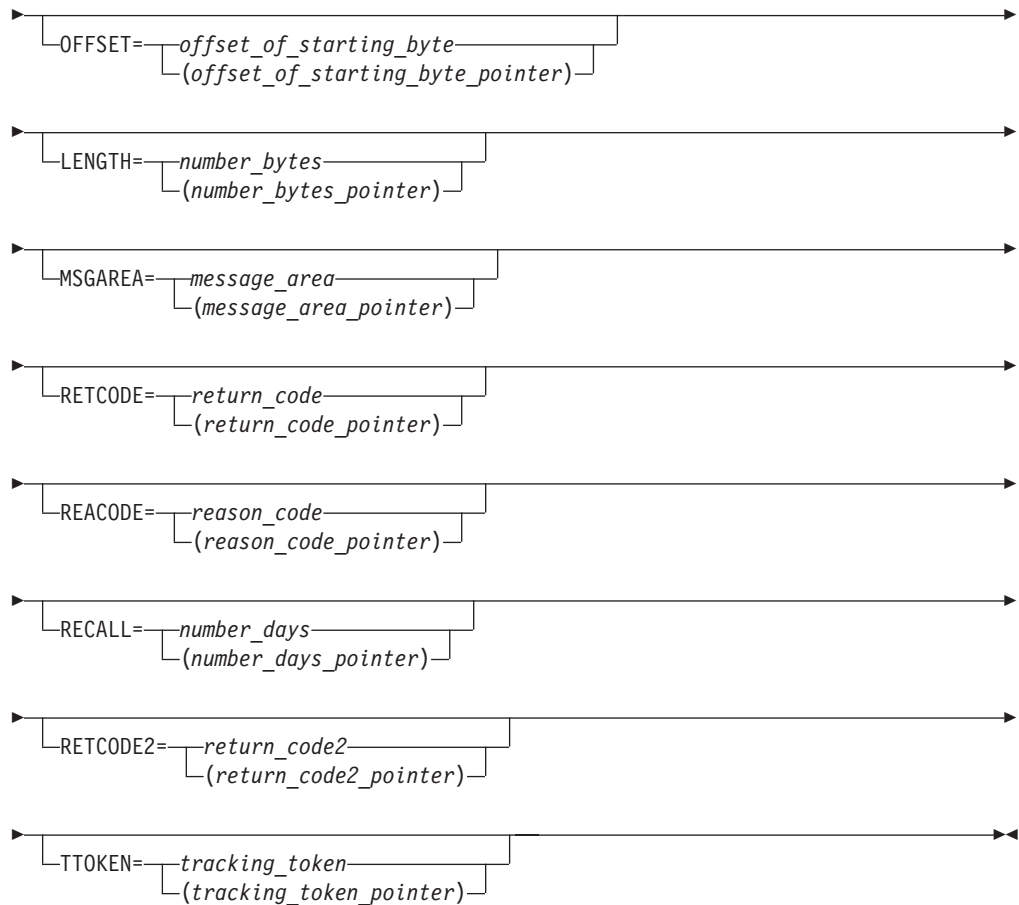 OFFSET= offset_of_starting_byte
(offset_of_starting_byte_pointer)
LENGTH= number_bytes
(number_bytes_pointer)
MSGAREA= message_area
(message_area_pointer)
RETCODE= return_code
(return_code_pointer)
REACODE= reason_code
(reason_code_pointer)
RECALL= number_days
(number_days_pointer)
RETCODE2= return_code2
(return_code2_pointer)
TTOKEN= tracking_token
(tracking_token_pointer)